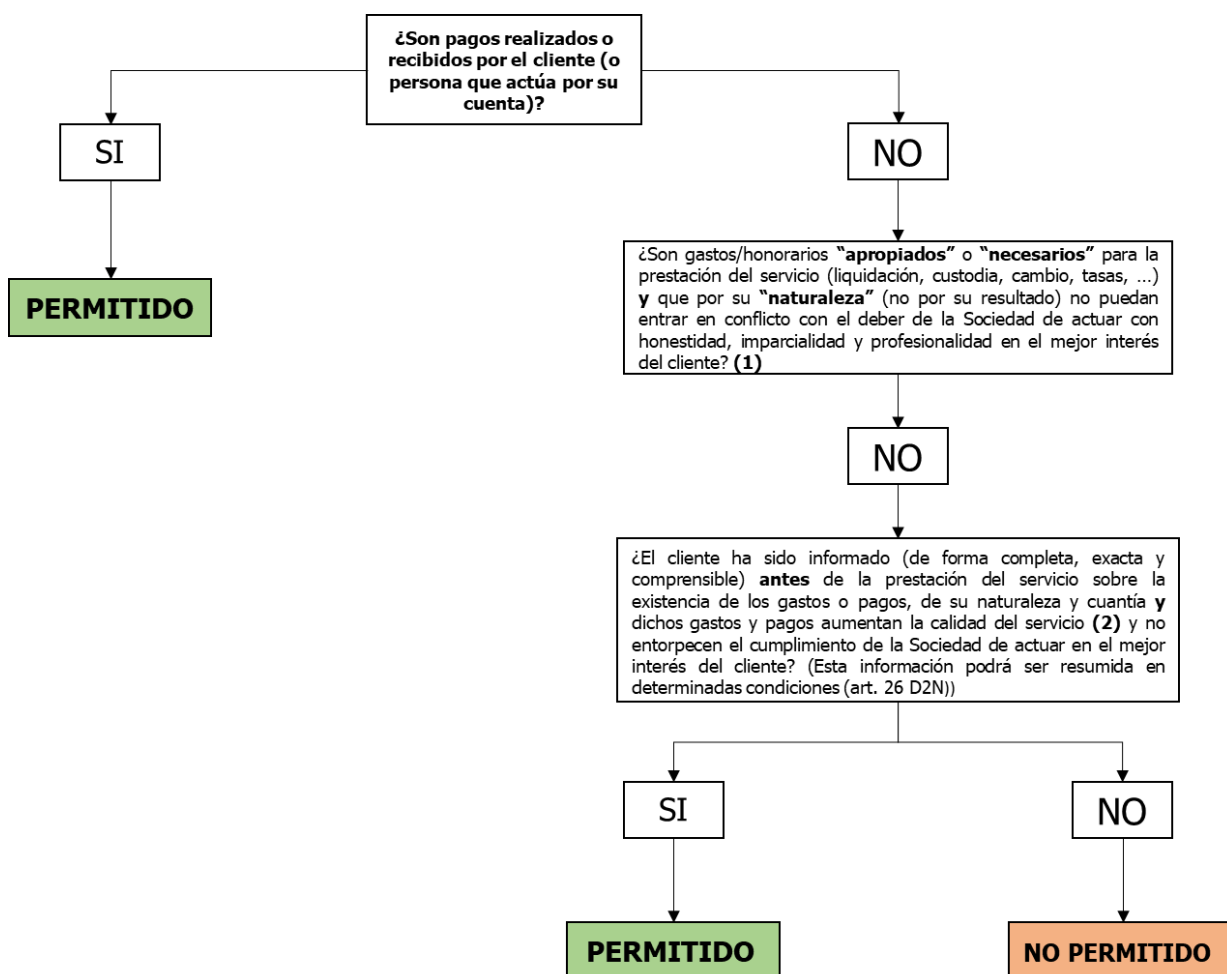 ¿Son pagos realizados o
recibidos por el cliente (o
persona que actúa por su
cuenta)?
SI
NO
PERMITIDO
¿Son gastos/honorarios “apropiados” o “necesarios” para la
prestación del servicio (liquidación, custodia, cambio, tasas, ...)
y que por su “naturaleza” (no por su resultado) no puedan
entrar en conflicto con el deber de la Sociedad de actuar con
honestidad, imparcialidad y profesionalidad en el mejor interés
del cliente? (1)
NO
¿El cliente ha sido informado (de forma completa, exacta y
comprensible) antes de la prestación del servicio sobre la
existencia de los gastos o pagos, de su naturaleza y cuantía y
dichos gastos y pagos aumentan la calidad del servicio (2) y no
entorpecen el cumplimiento de la Sociedad de actuar en el mejor
interés del cliente? (Esta información podrá ser resumida en
determinadas condiciones (art. 26 D2N))
SI
NO
PERMITIDO
NO PERMITIDO